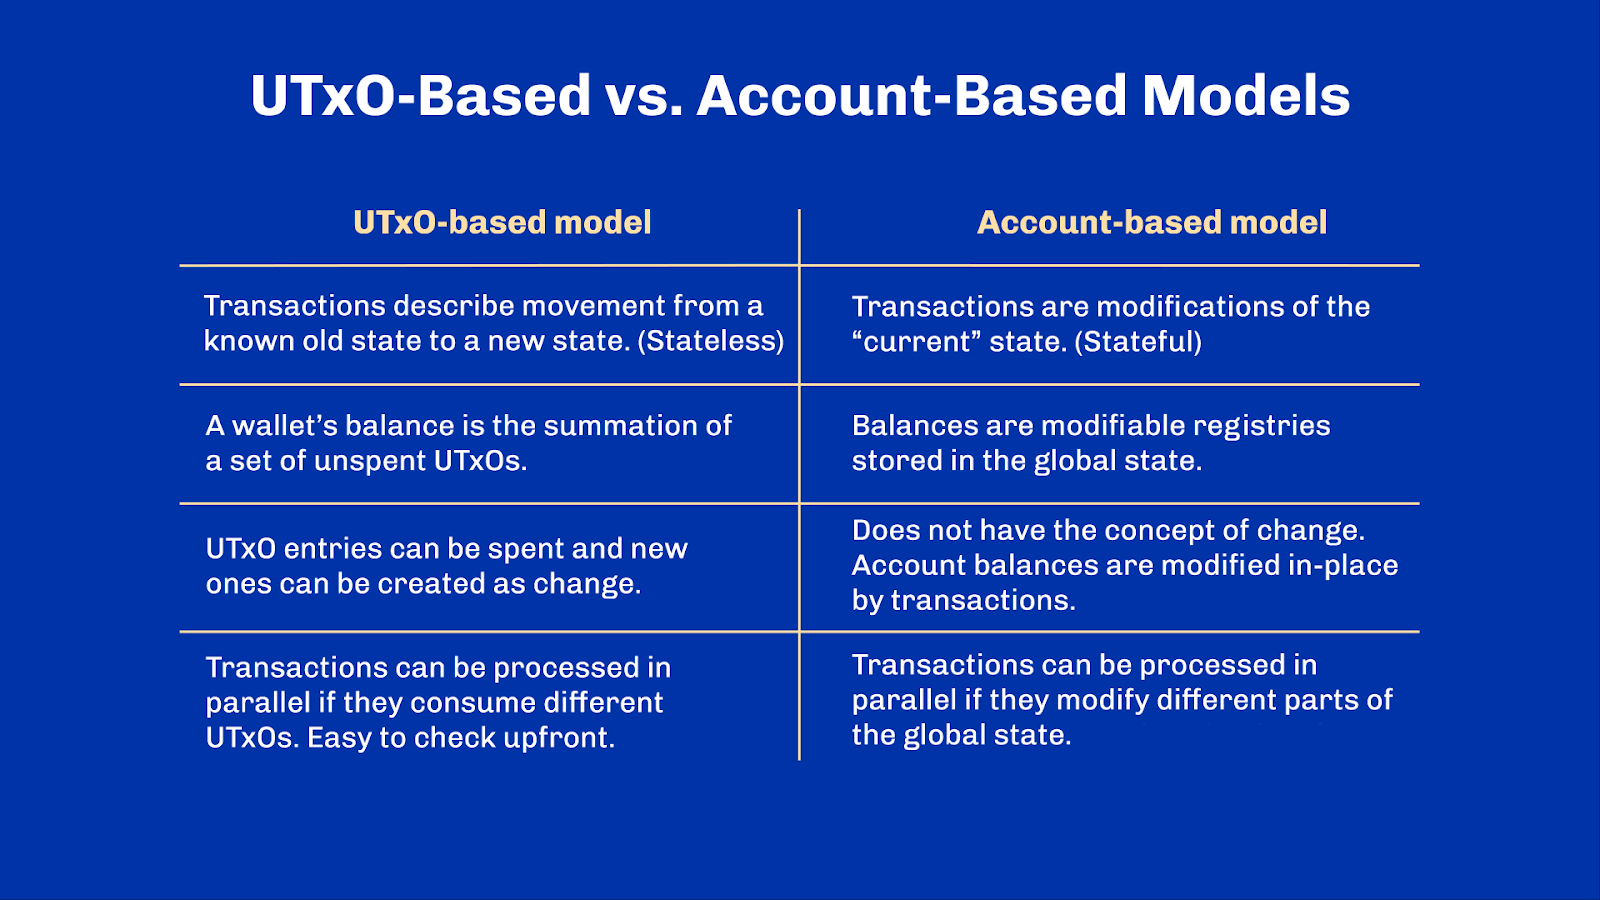 UTxO-Based vs. Account-Based Models
UTxO-based model
Account-based model
Transactions describe movement from a
known old state to a new state. (Stateless)
Transactions are modifications of the
“current” state. (Stateful)
A wallet’s balance is the summation of
a set of unspent UTxOs.
Balances are modifiable registries
stored in the global state.
UTxO entries can be spent and new
ones can be created as change.
Does not have the concept of change.
Account balances are modified in-place
by transactions.
Transactions can be processed in
parallel if they consume different
UTxOs. Easy to check upfront.
Transactions can be processed in
parallel if they modify different parts of
the global state.